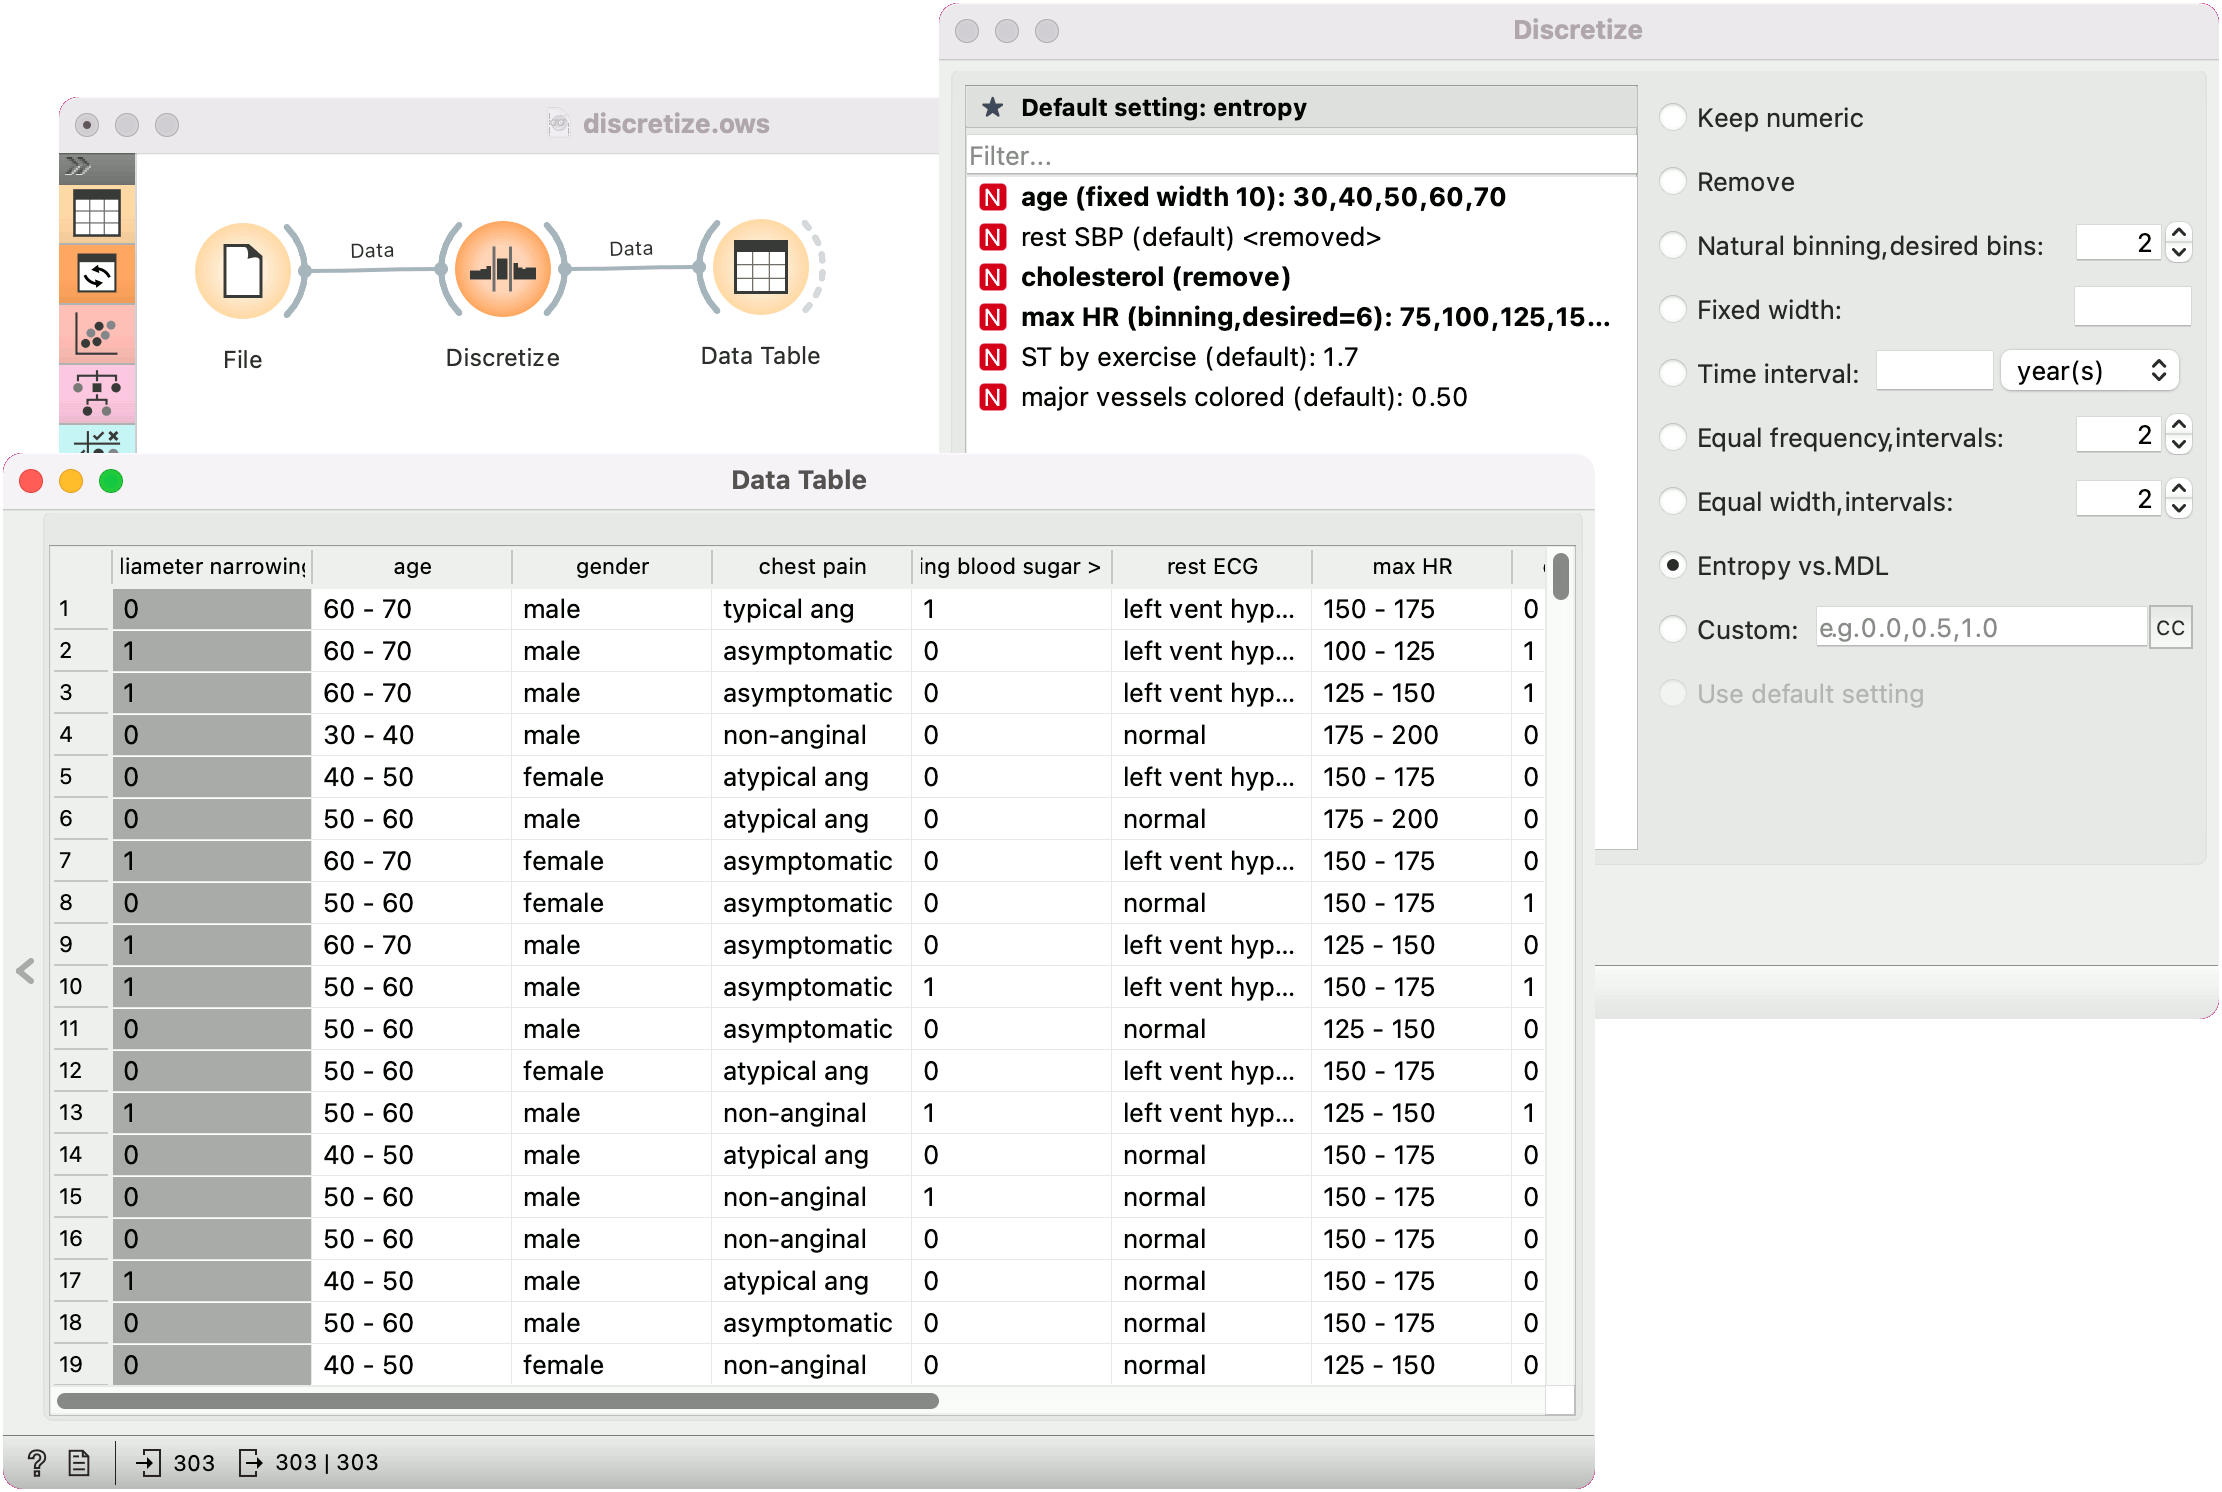 Discretize
Default setting: entropy
Filter...
N age (fixed width 10): 30,40,50,60,70
N rest SBP (default) <removed>
N cholesterol (remove)
N max HR (binning,desired=6): 75,100,125,15...
N ST by exercise (default): 1.7
N major vessels colored (default): 0.50
Keep numeric
Remove
Natural binning,desired bins: 2
Fixed width:
Time interval: year(s)
Equal frequency,intervals: 2
Equal width,intervals: 2
Entropy vs.MDL
Custom: e.g.0.0,0.5,1.0 CC
Use default setting
discretize.ows
Data Data
File Discretize Data Table
Data Table
liameter narrowing age gender chest pain ing blood sugar > rest ECG max HR
1 0 60 - 70 male typical ang 1 left vent hyp... 150 - 175 0
2 1 60 - 70 male asymptomatic 0 left vent hyp... 100 - 125 1
3 1 60 - 70 male asymptomatic 0 left vent hyp... 125 - 150 1
4 0 30 - 40 male non-anginal 0 normal 175 - 200 0
5 0 40 - 50 female atypical ang 0 left vent hyp... 150 - 175 0
6 0 50 - 60 male atypical ang 0 normal 175 - 200 0
7 1 60 - 70 female asymptomatic 0 left vent hyp... 150 - 175 0
8 0 50 - 60 female asymptomatic 0 normal 150 - 175 1
9 1 60 - 70 male asymptomatic 0 left vent hyp... 125 - 150 0
10 1 50 - 60 male asymptomatic 1 left vent hyp... 150 - 175 1
11 0 50 - 60 male asymptomatic 0 normal 125 - 150 0
12 0 50 - 60 female atypical ang 0 left vent hyp... 150 - 175 0
13 1 50 - 60 male non-anginal 1 left vent hyp... 125 - 150 1
14 0 40 - 50 male atypical ang 0 normal 150 - 175 0
15 0 50 - 60 male non-anginal 1 normal 150 - 175 0
16 0 50 - 60 male non-anginal 0 normal 150 - 175 0
17 1 40 - 50 male atypical ang 0 normal 150 - 175 0
18 0 50 - 60 male asymptomatic 0 normal 150 - 175 0
19 0 40 - 50 female non-anginal 0 normal 125 - 150 0
? 303 303 | 303